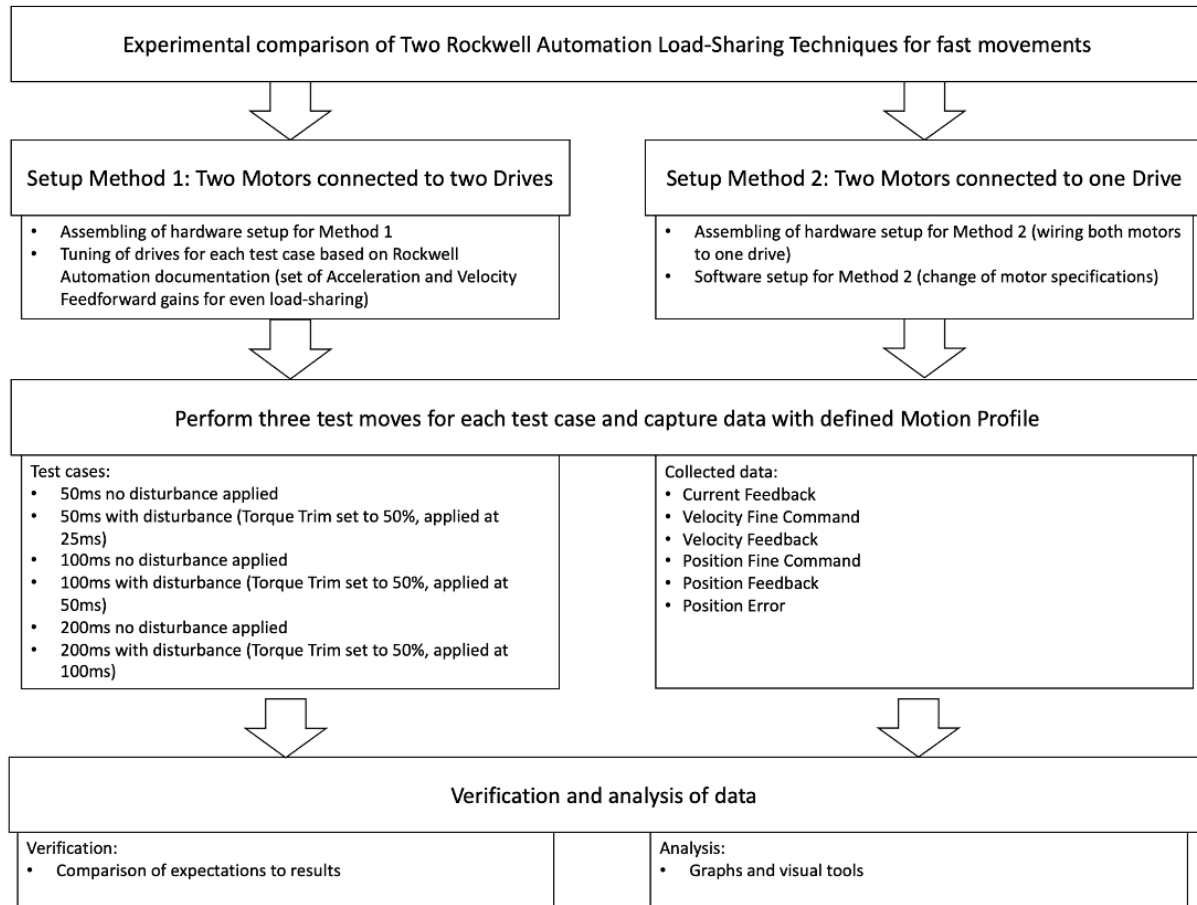 Experimental comparison of Two Rockwell Automation Load-Sharing Techniques for fast movements
Setup Method 1: Two Motors connected to two Drives
• Assembling of hardware setup for Method 1
• Tuning of drives for each test case based on Rockwell
Automation documentation (set of Acceleration and Velocity
Feedforward gains for even load-sharing)
Setup Method 2: Two Motors connected to one Drive
• Assembling of hardware setup for Method 2 (wiring both motors
to one drive)
• Software setup for Method 2 (change of motor specifications)
Perform three test moves for each test case and capture data with defined Motion Profile
Test cases:
• 50ms no disturbance applied
• 50ms with disturbance (Torque Trim set to 50%, applied at
25ms)
• 100ms no disturbance applied
• 100ms with disturbance (Torque Trim set to 50%, applied at
50ms)
• 200ms no disturbance applied
• 200ms with disturbance (Torque Trim set to 50%, applied at
100ms)
Collected data:
• Current Feedback
• Velocity Fine Command
• Velocity Feedback
• Position Fine Command
• Position Feedback
• Position Error
Verification and analysis of data
Verification:
• Comparison of expectations to results
Analysis:
• Graphs and visual tools